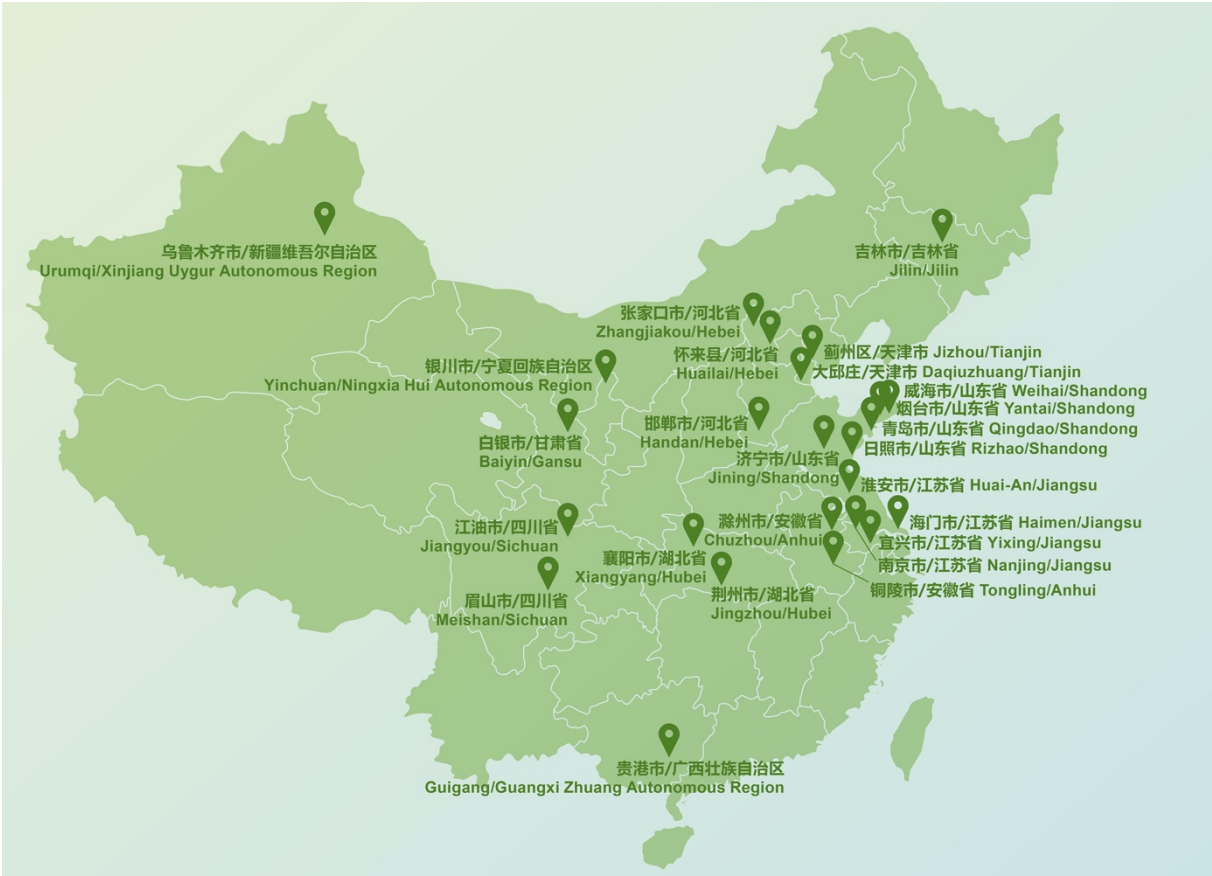 乌鲁木齐市/新疆维吾尔自治区
Urumqi/Xinjiang Uygur Autonomous Region
吉林市/吉林省
Jilin/Jilin
张家口市/河北省
Zhangjiakou/Hebei
怀来县/河北省
Huailai/Hebei
蓟州区/天津市 Jizhou/Tianjin
大邱庄/天津市 Daqiuzhuang/Tianjin
银川市/宁夏回族自治区
Yinchuan/Ningxia Hui Autonomous Region
威海市/山东省 Weihai/Shandong
烟台市/山东省 Yantai/Shandong
青岛市/山东省 Qingdao/Shandong
日照市/山东省 Rizhao/Shandong
邯郸市/河北省
Handan/Hebei
白银市/甘肃省
Baiyin/Gansu
济宁市/山东省
Jining/Shandong
淮安市/江苏省 Huai-An/Jiangsu
江油市/四川省
Jiangyou/Sichuan
滁州市/安徽省
Chuzhou/Anhui
海门市/江苏省 Haimen/Jiangsu
宜兴市/江苏省 Yixing/Jiangsu
南京市/江苏省 Nanjing/Jiangsu
铜陵市/安徽省 Tongling/Anhui
襄阳市/湖北省
Xiangyang/Hubei
荆州市/湖北省
Jingzhou/Hubei
眉山市/四川省
Meishan/Sichuan
贵港市/广西壮族自治区
Guigang/Guangxi Zhuang Autonomous Region